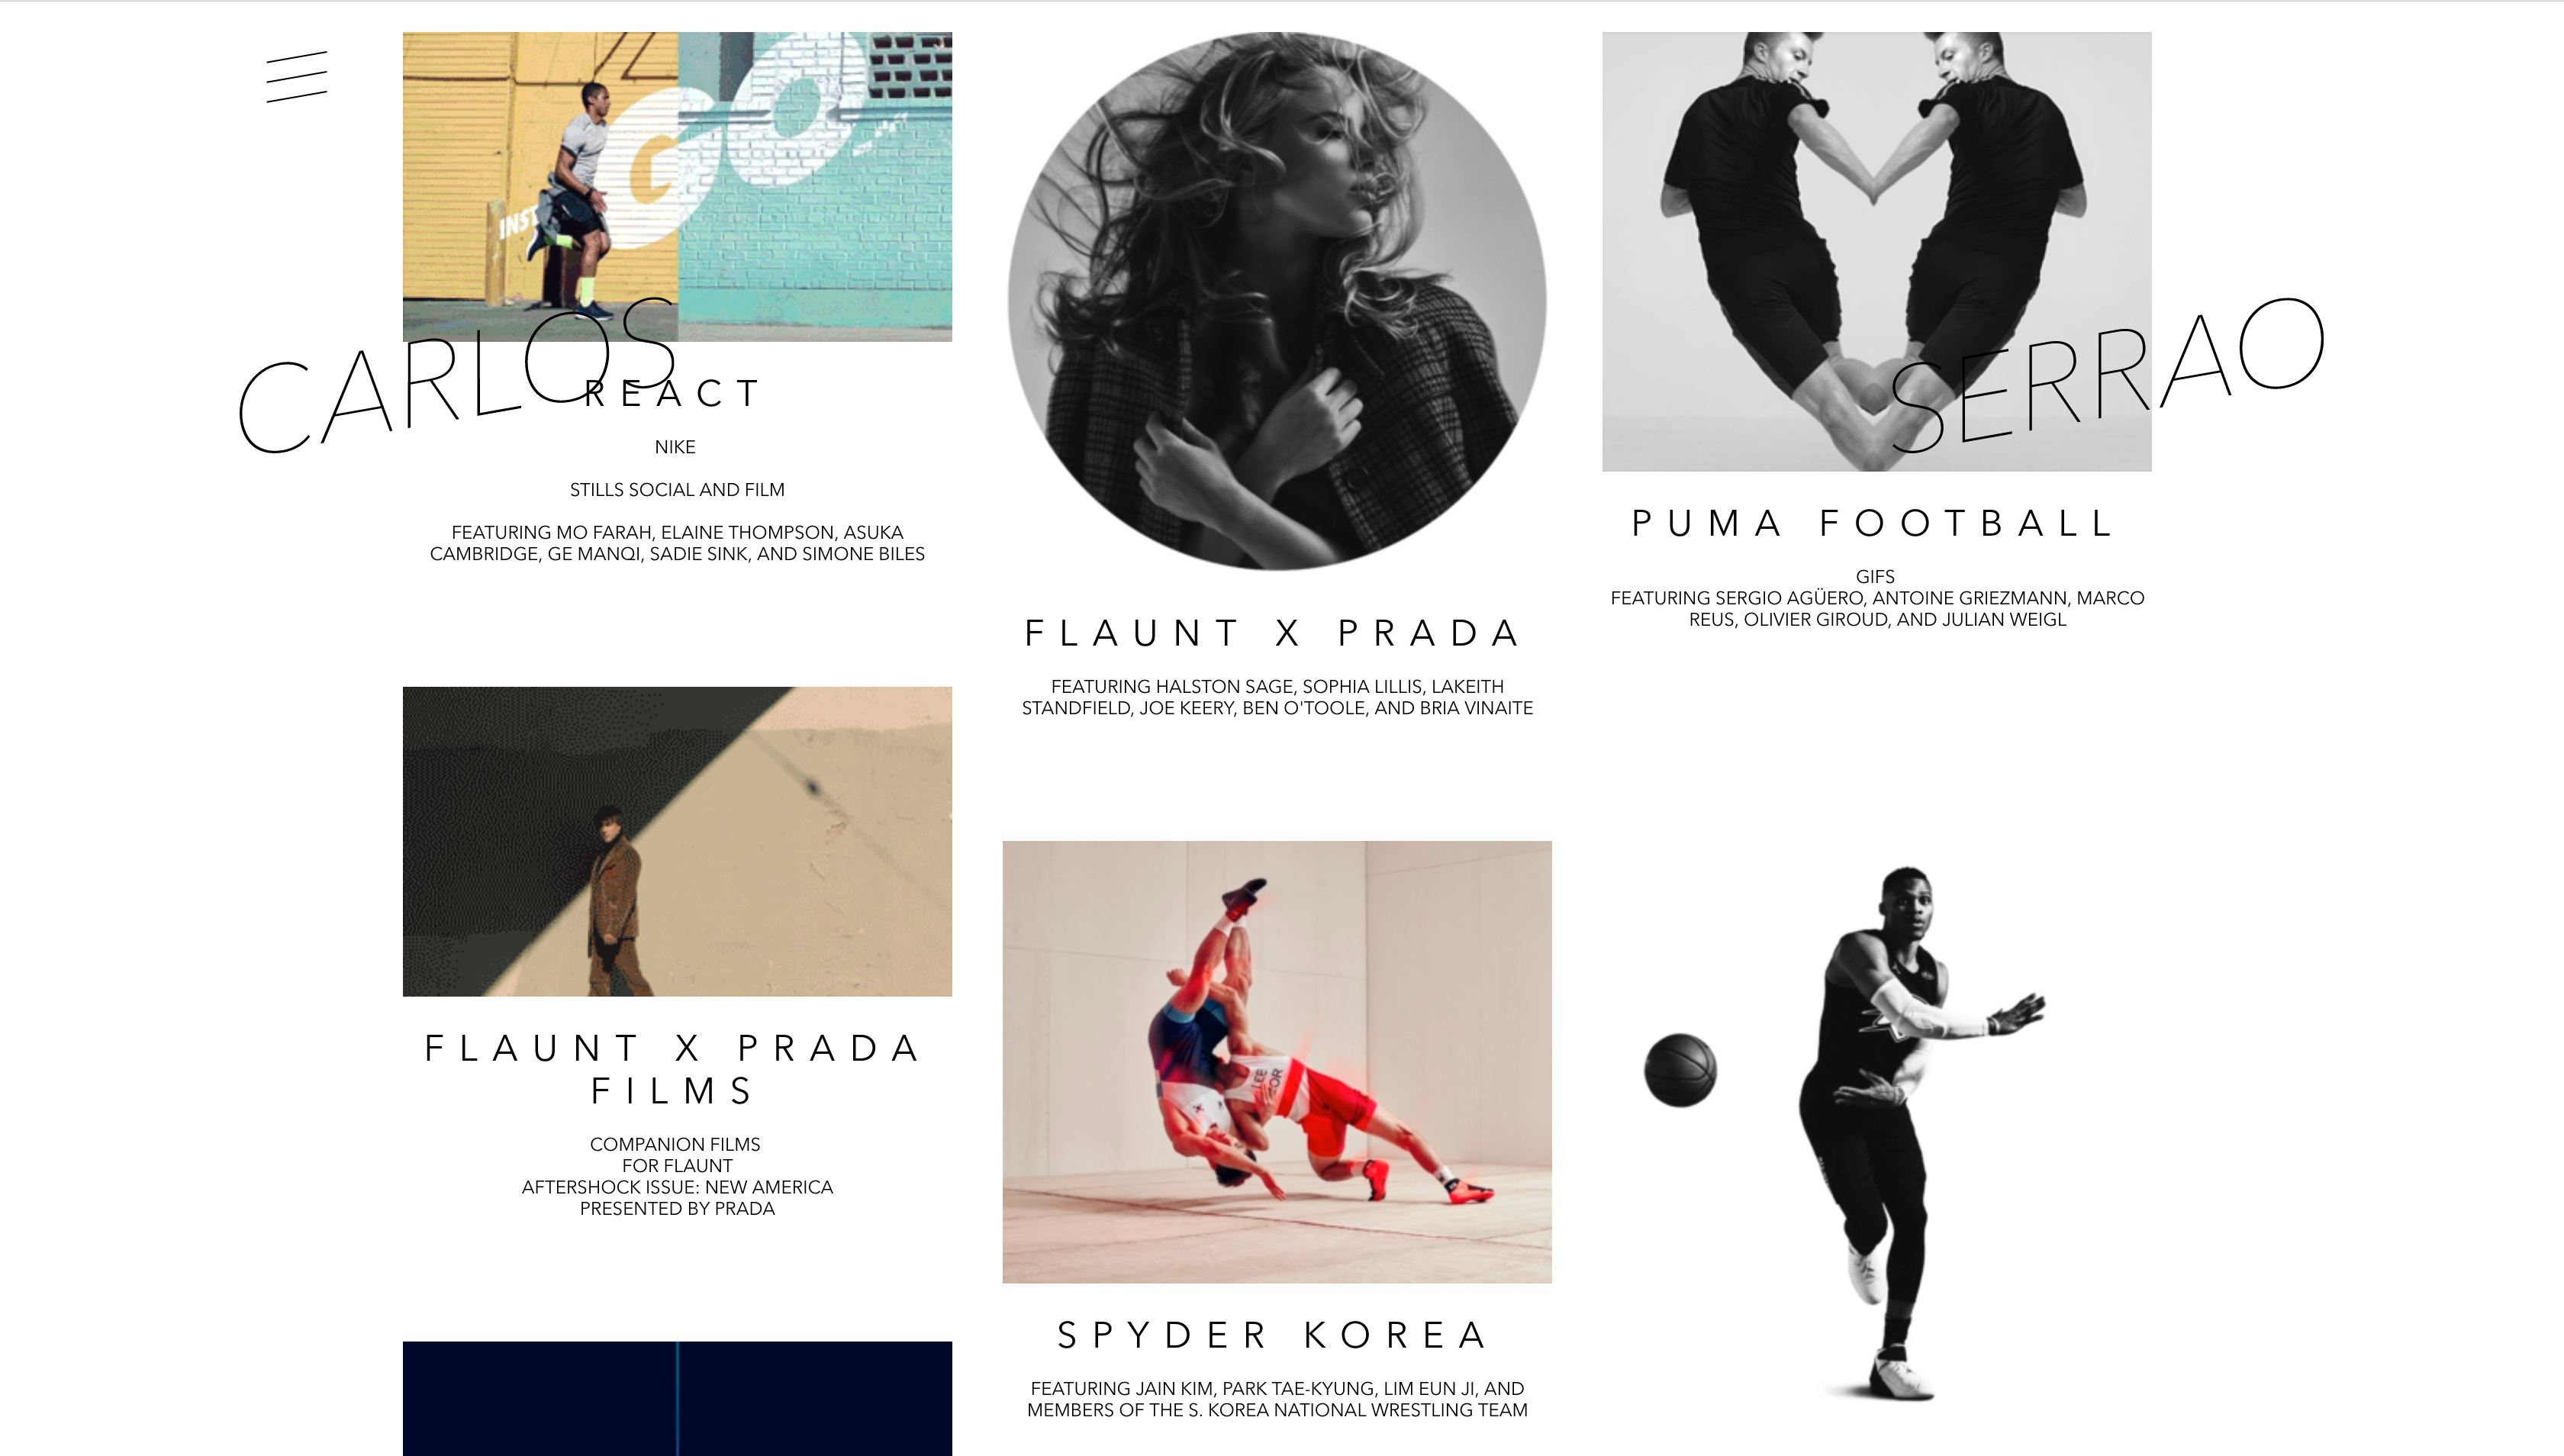 GO
INST
CARLOS
SERRAO
REACT
NIKE
STILLS SOCIAL AND FILM
FEATURING MO FARAH, ELAINE THOMPSON, ASUKA
CAMBRIDGE, GE MANQI, SADIE SINK, AND SIMONE BILES
FLAUNT X PRADA
FEATURING HALSTON SAGE, SOPHIA LILLIS, LAKEITH
STANDFIELD, JOE KEERY, BEN O'TOOLE, AND BRIA VINAITE
PUMA FOOTBALL
GIFS
FEATURING SERGIO AGÜERO, ANTOINE GRIEZMANN, MARCO
REUS, OLIVIER GIROUD, AND JULIAN WEIGL
FLAUNT X PRADA
FILMS
COMPANION FILMS
FOR FLAUNT
AFTERSHOCK ISSUE: NEW AMERICA
PRESENTED BY PRADA
LEE
KOR
SPYDER KOREA
FEATURING JAIN KIM, PARK TAE-KYUNG, LIM EUN JI, AND
MEMBERS OF THE S. KOREA NATIONAL WRESTLING TEAM